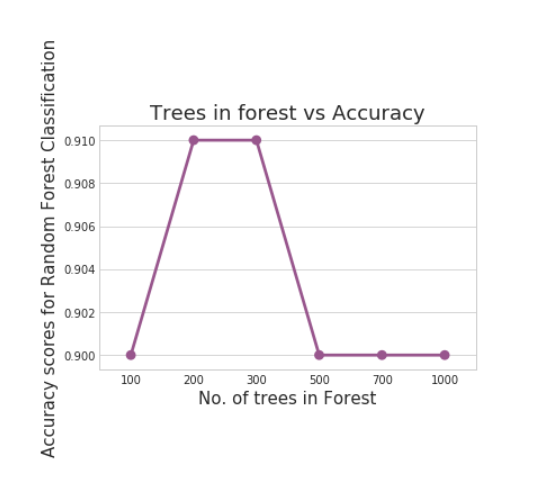 Trees in forest vs Accuracy
Accuracy scores for Random Forest Classification
0.910
0.908
0.906
0.904
0.902
0.900
100 200 300 500 700 1000
No. of trees in Forest